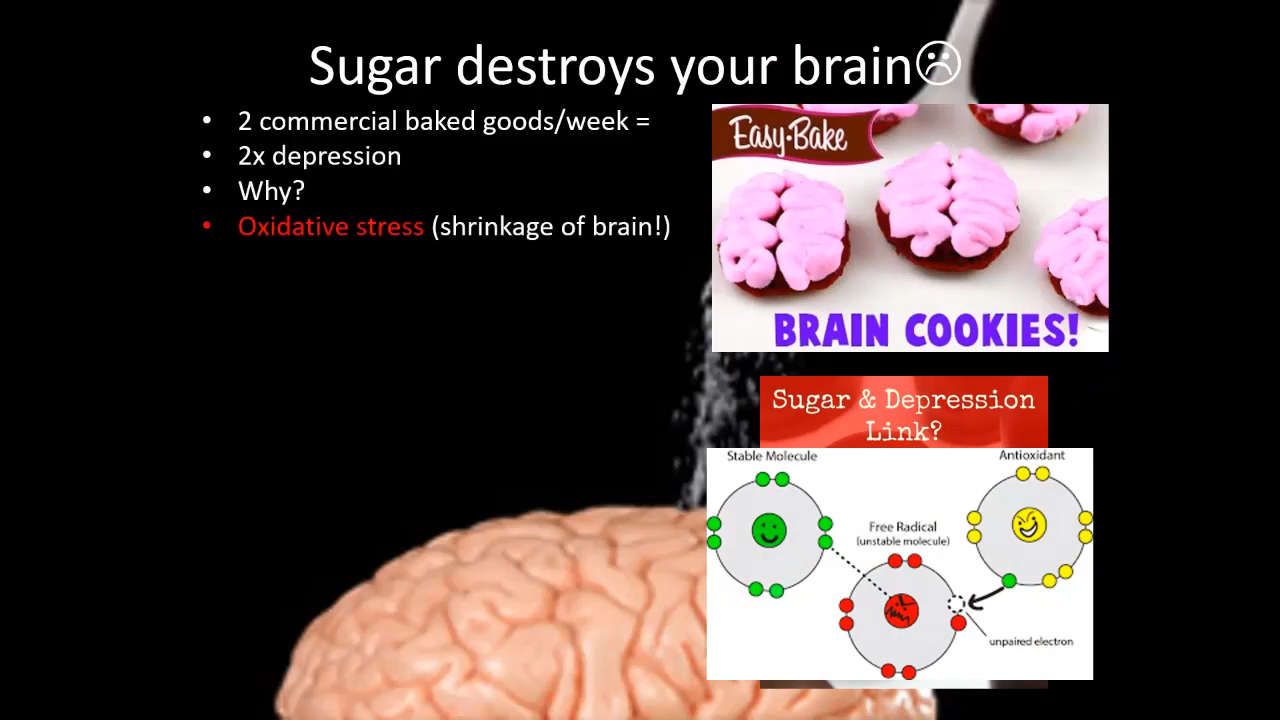 Sugar destroys your brain☹
• 2 commercial baked goods/week =
• 2x depression
• Why?
• Oxidative stress (shrinkage of brain!)
Easy-Bake
BRAIN COOKIES!
Sugar & Depression
Link?
Stable Molecule
Antioxidant
Free Radical
(unstable molecule)
unpaired electron